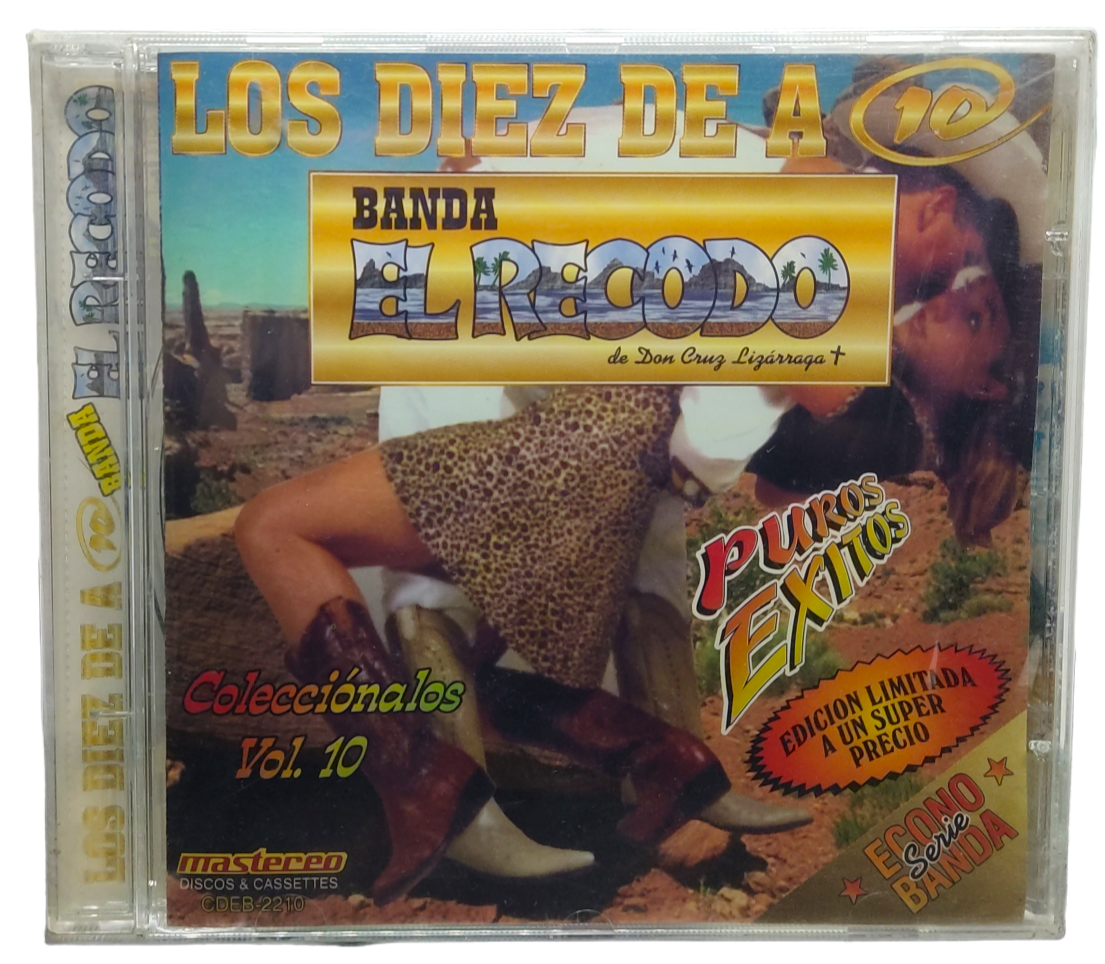 LOS DIEZ DE A 10
BANDA
EL RECODO
de Don Cruz Lizárraga †
PUROS
EXITOS
Colecciónalos
Vol. 10
EDICION LIMITADA
A UN SUPER
PRECIO
ECONO
Serie
BANDA
mastereo
DISCOS & CASSETTES
CDEB-2210
LOS DIEZ DE A 10 BANDA EL RECODO